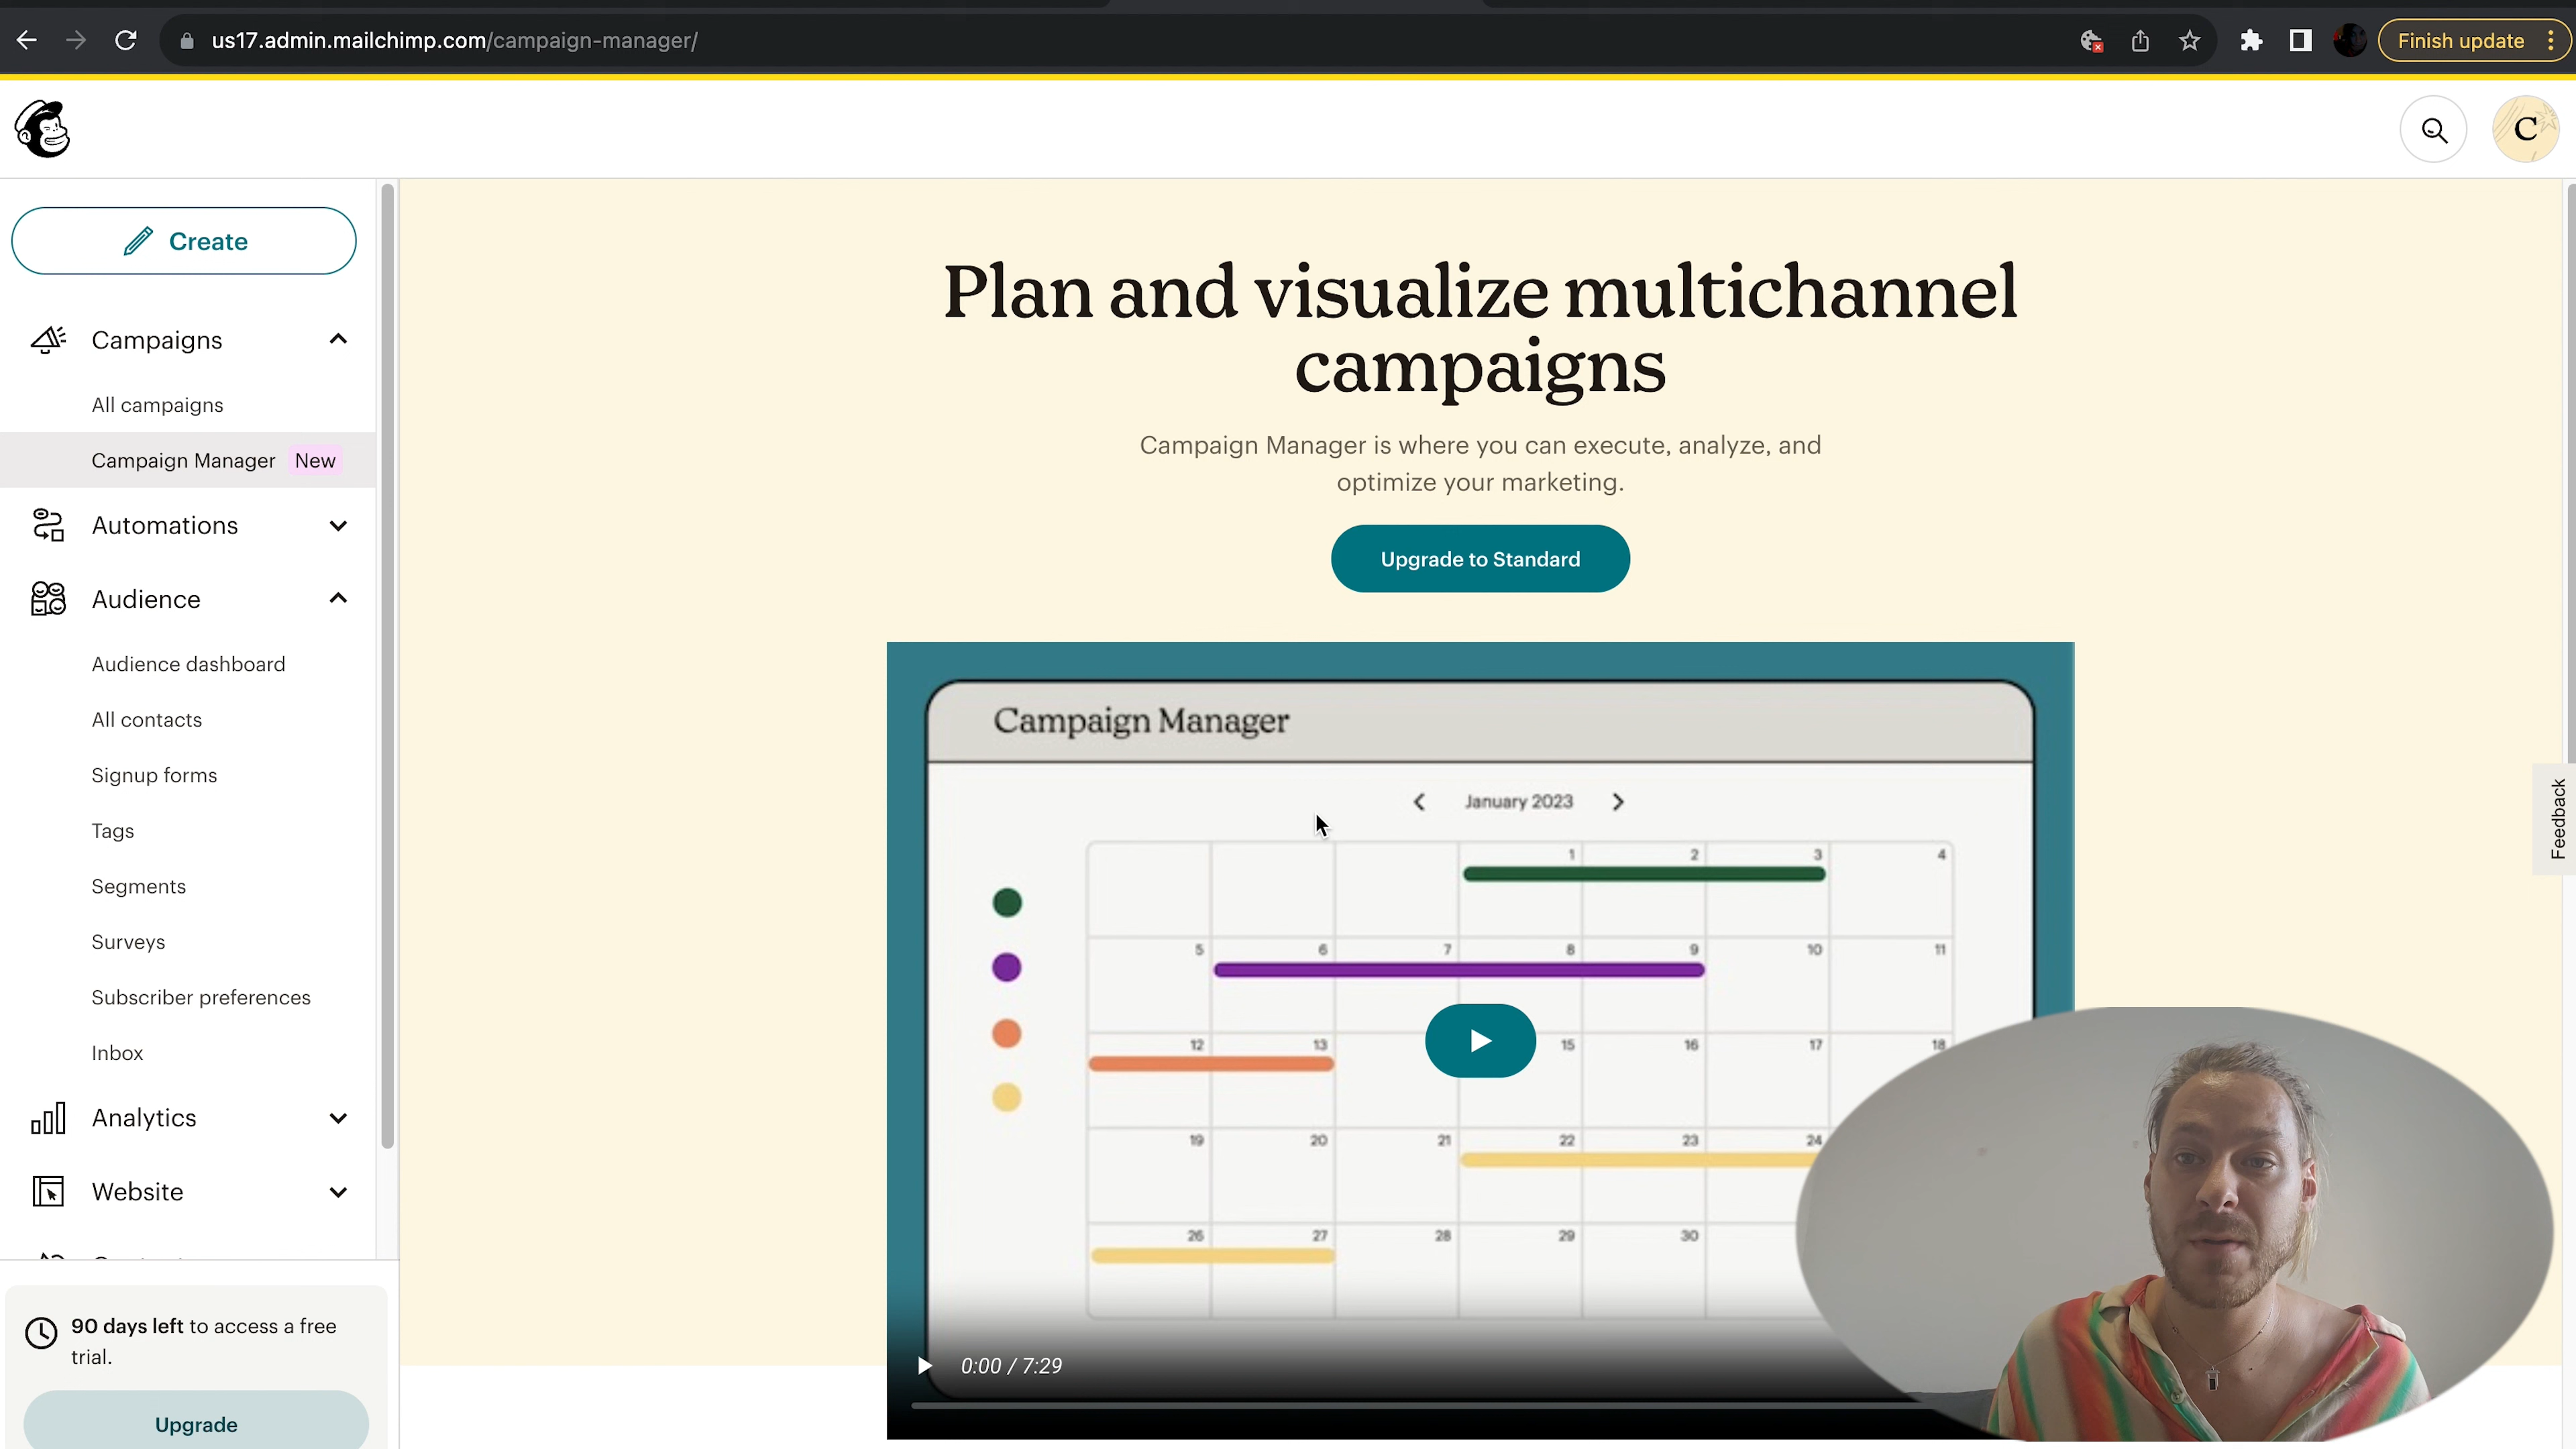 us17.admin.mailchimp.com/campaign-manager/
Finish update
C
Create
Campaigns
All campaigns
Campaign Manager New
Automations
Audience
Audience dashboard
All contacts
Signup forms
Tags
Segments
Surveys
Subscriber preferences
Inbox
Analytics
Website
90 days left to access a free
trial.
Upgrade
Plan and visualize multichannel
campaigns
Campaign Manager is where you can execute, analyze, and
optimize your marketing.
Upgrade to Standard
Campaign Manager
January 2023
1 2 3 4
5 6 7 8 9 10 11
12 13 15 16 17 18
19 20 21 22 23 24
26 27 28 29 30
0:00 / 7:29
Feedback